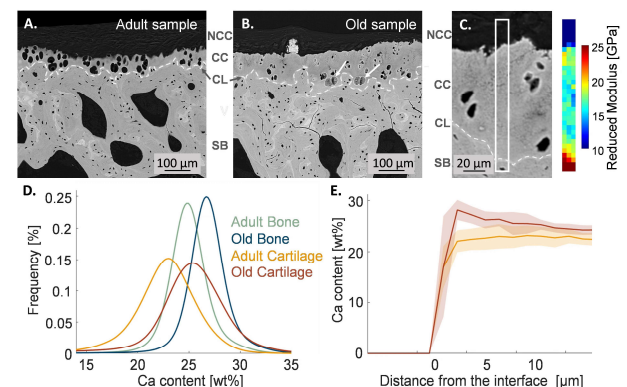 A.
Adult sample
NCC
CC
CL
V
SB
100 µm
B.
Old sample
100 µm
C.
NCC
CC
CL
SB
20 µm
25
20
15
10
Reduced Modulus [GPa]
D.
0.25
0.2
0.15
0.1
0.05
0
Frequency [%]
Adult Bone
Old Bone
Adult Cartilage
Old Cartilage
15 20 25 30 35
Ca content [wt%]
E.
30
20
10
0
Ca content [wt%]
0 5 10
Distance from the interface [µm]